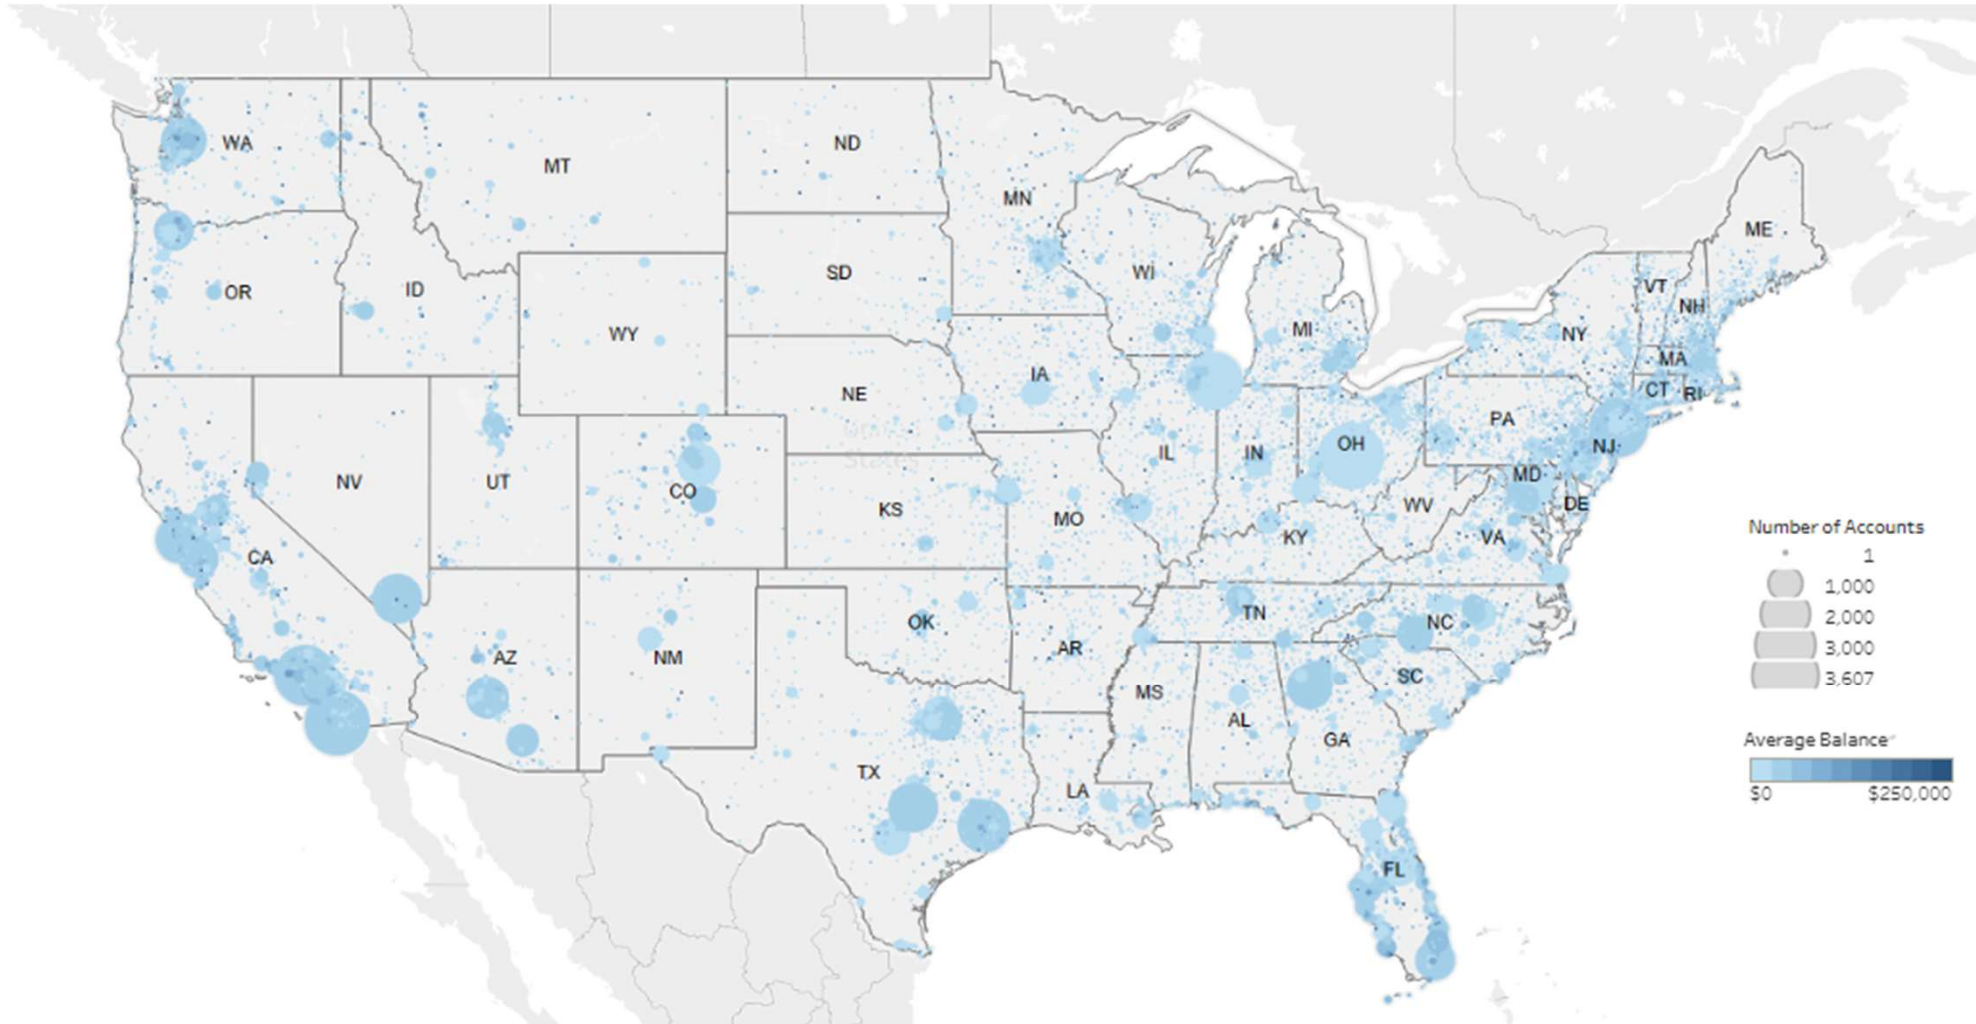 WA
MT
ND
MN
ME
OR
ID
SD
WI
VT
NH
WY
MI
NY
MA
IA
CT RI
NE
PA
United
States
OH
NJ
NV
UT
CO
IL
IN
MD
DE
KS
MO
WV
VA
KY
CA
AZ
NM
OK
AR
TN
NC
MS
AL
SC
GA
TX
LA
FL
Number of Accounts
1
1,000
2,000
3,000
3,607
Average Balance
$0 $250,000